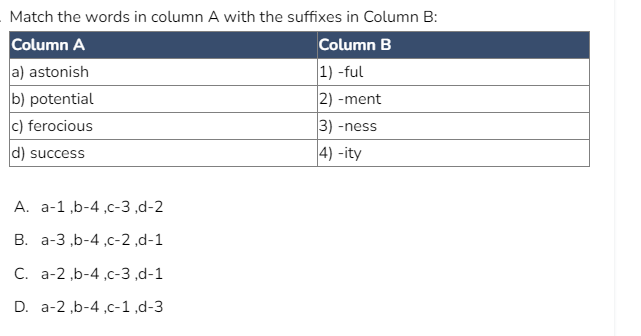 Match the words in column A with the suffixes in Column B:
Column A Column B
a) astonish 1) -ful
b) potential 2) -ment
c) ferocious 3) -ness
d) success 4) -ity
A. a-1 ,b-4 ,c-3 ,d-2
B. a-3 ,b-4 ,c-2 ,d-1
C. a-2 ,b-4 ,c-3 ,d-1
D. a-2 ,b-4 ,c-1 ,d-3